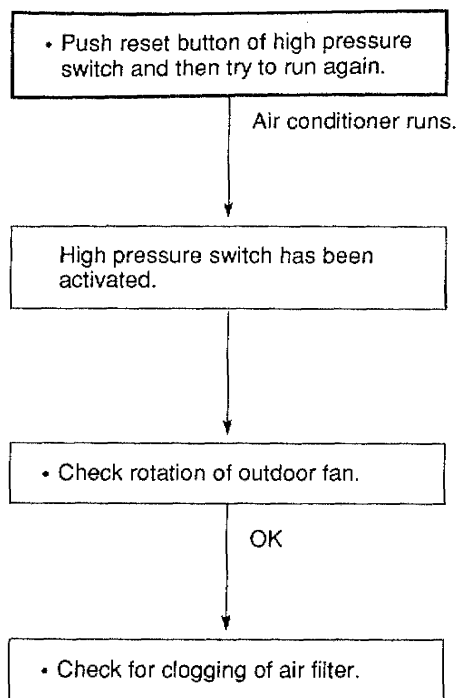 • Push reset button of high pressure
switch and then try to run again.
Air conditioner runs.
High pressure switch has been
activated.
• Check rotation of outdoor fan.
OK
• Check for clogging of air filter.